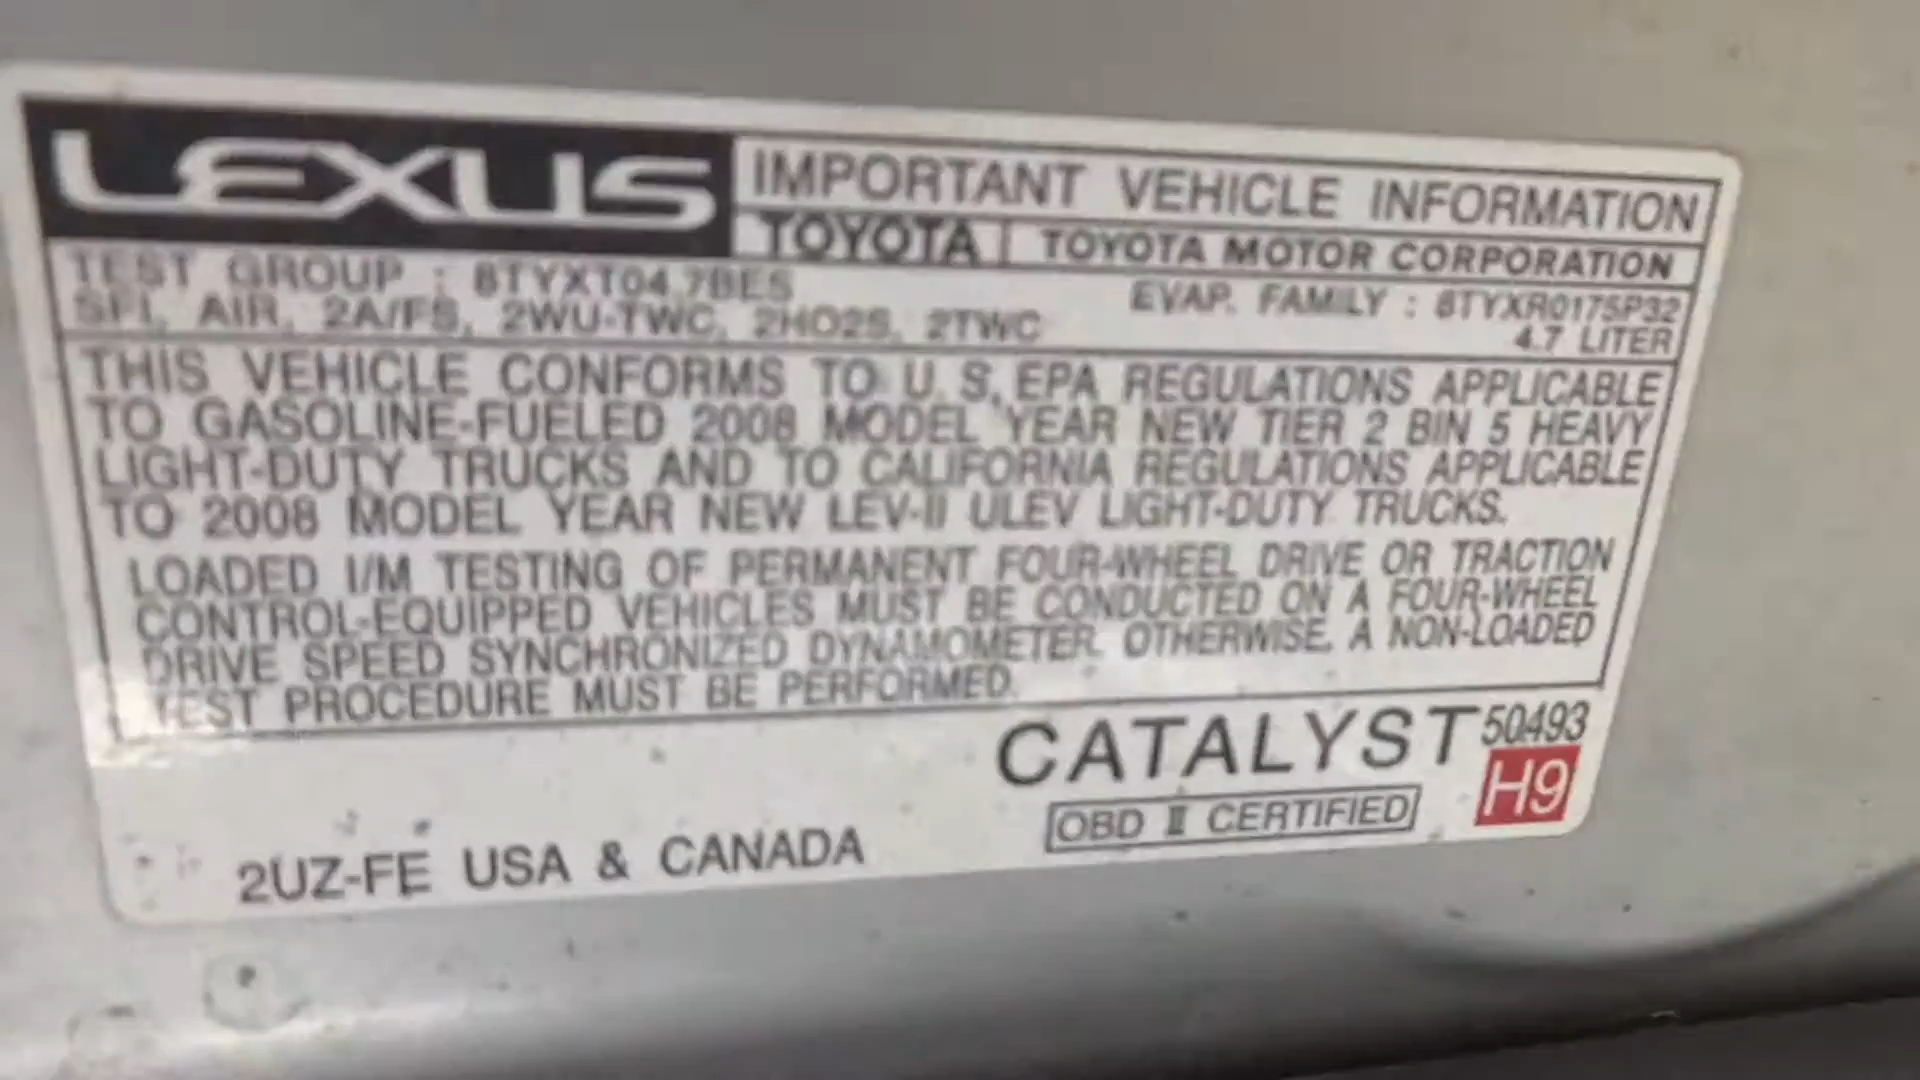 LEXUS IMPORTANT VEHICLE INFORMATION
TOYOTA TOYOTA MOTOR CORPORATION
TEST GROUP : 8TYXT04.7BES EVAP. FAMILY : 8TYXR0175P32
SFI, AIR, 2A/FS, 2WU-TWC, 2HO2S, 2TWC 4.7 LITER
THIS VEHICLE CONFORMS TO U.S. EPA REGULATIONS APPLICABLE
TO GASOLINE-FUELED 2008 MODEL YEAR NEW TIER 2 BIN 5 HEAVY
LIGHT-DUTY TRUCKS AND TO CALIFORNIA REGULATIONS APPLICABLE
TO 2008 MODEL YEAR NEW LEV-II ULEV LIGHT-DUTY TRUCKS.
LOADED I/M TESTING OF PERMANENT FOUR-WHEEL DRIVE OR TRACTION
CONTROL-EQUIPPED VEHICLES MUST BE CONDUCTED ON A FOUR-WHEEL
DRIVE SPEED SYNCHRONIZED DYNAMOMETER. OTHERWISE, A NON-LOADED
TEST PROCEDURE MUST BE PERFORMED.
CATALYST 50493
H9
OBD II CERTIFIED
2UZ-FE USA & CANADA